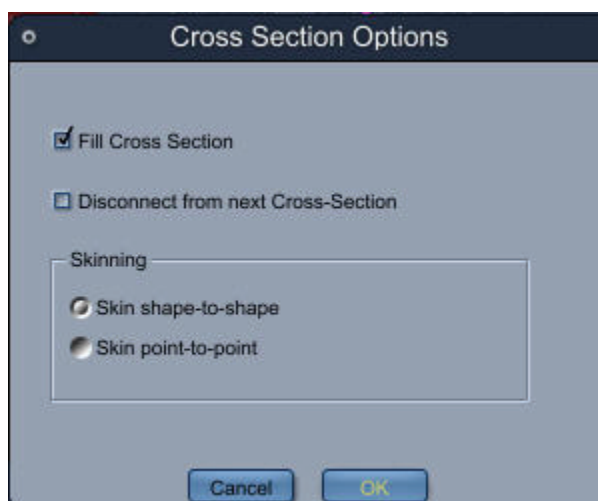 Cross Section Options
Fill Cross Section
Disconnect from next Cross-Section
Skinning
Skin shape-to-shape
Skin point-to-point
Cancel OK